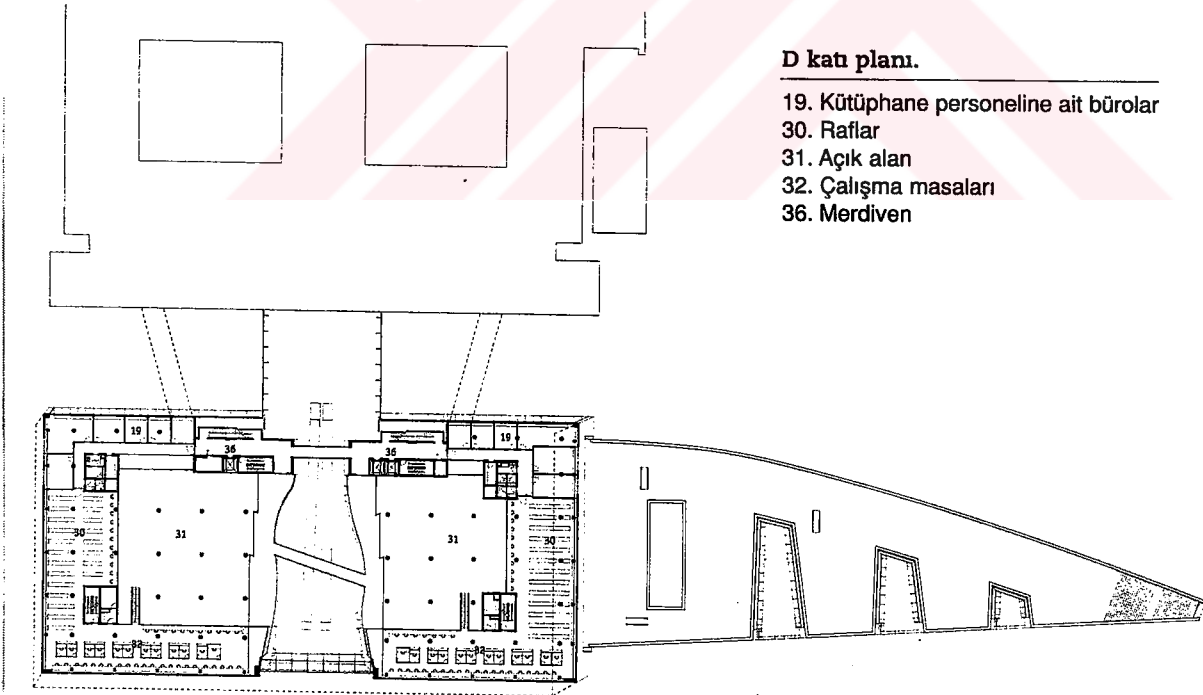 D katı planı.
19. Kütüphane personeline ait bürolar
30. Raflar
31. Açık alan
32. Çalışma masaları
36. Merdiven
19
19
36
36
30
31
31
30
32
32